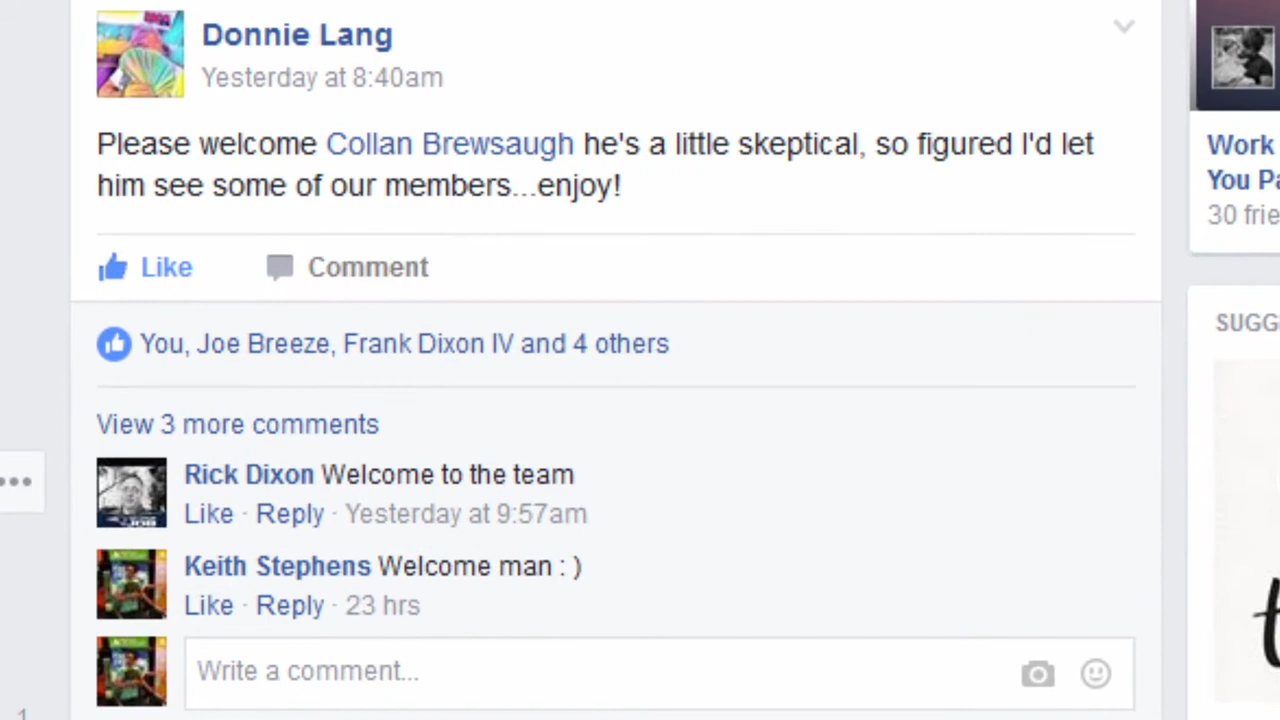 Donnie Lang
Yesterday at 8:40am
Please welcome Collan Brewsaugh he's a little skeptical, so figured I'd let
him see some of our members...enjoy!
Like Comment
You, Joe Breeze, Frank Dixon IV and 4 others
View 3 more comments
Rick Dixon Welcome to the team
Like · Reply · Yesterday at 9:57am
Keith Stephens Welcome man : )
Like · Reply · 23 hrs
Write a comment...
1
Work
You Pa
30 frie
SUGG
t